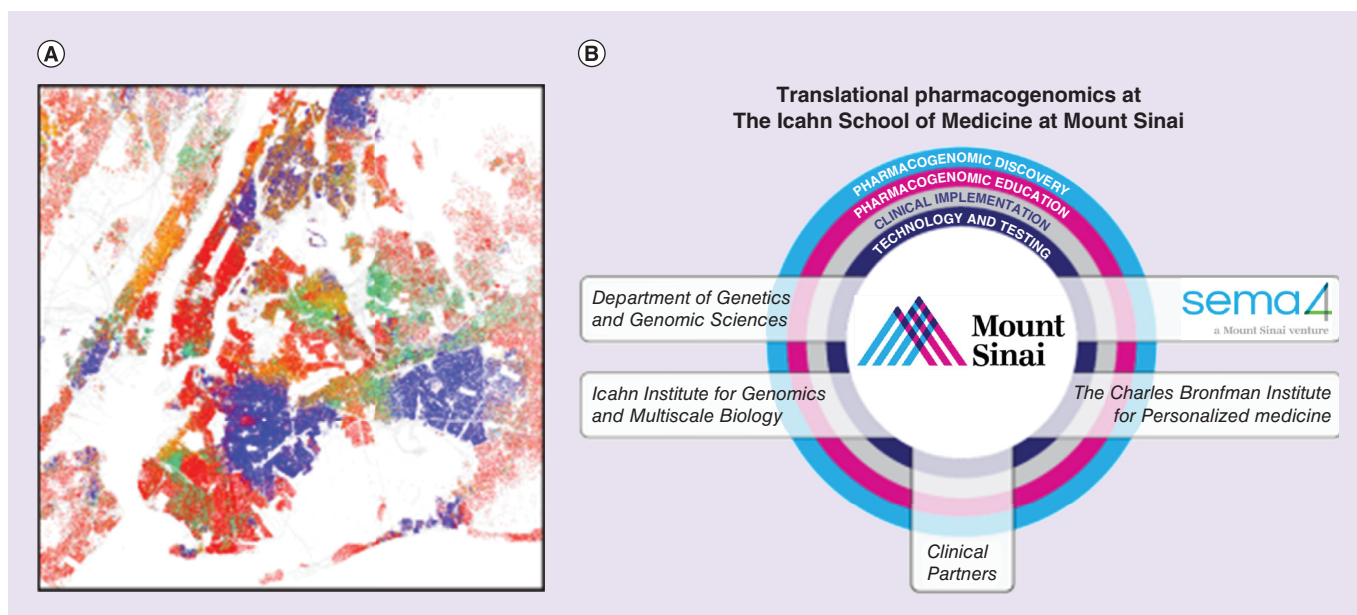 A
B
Translational pharmacogenomics at
The Icahn School of Medicine at Mount Sinai
PHARMACOGENOMIC DISCOVERY
PHARMACOGENOMIC EDUCATION
CLINICAL IMPLEMENTATION
TECHNOLOGY AND TESTING
Department of Genetics
and Genomic Sciences
Mount
Sinai
sema4
a Mount Sinai venture
Icahn Institute for Genomics
and Multiscale Biology
The Charles Bronfman Institute
for Personalized medicine
Clinical
Partners